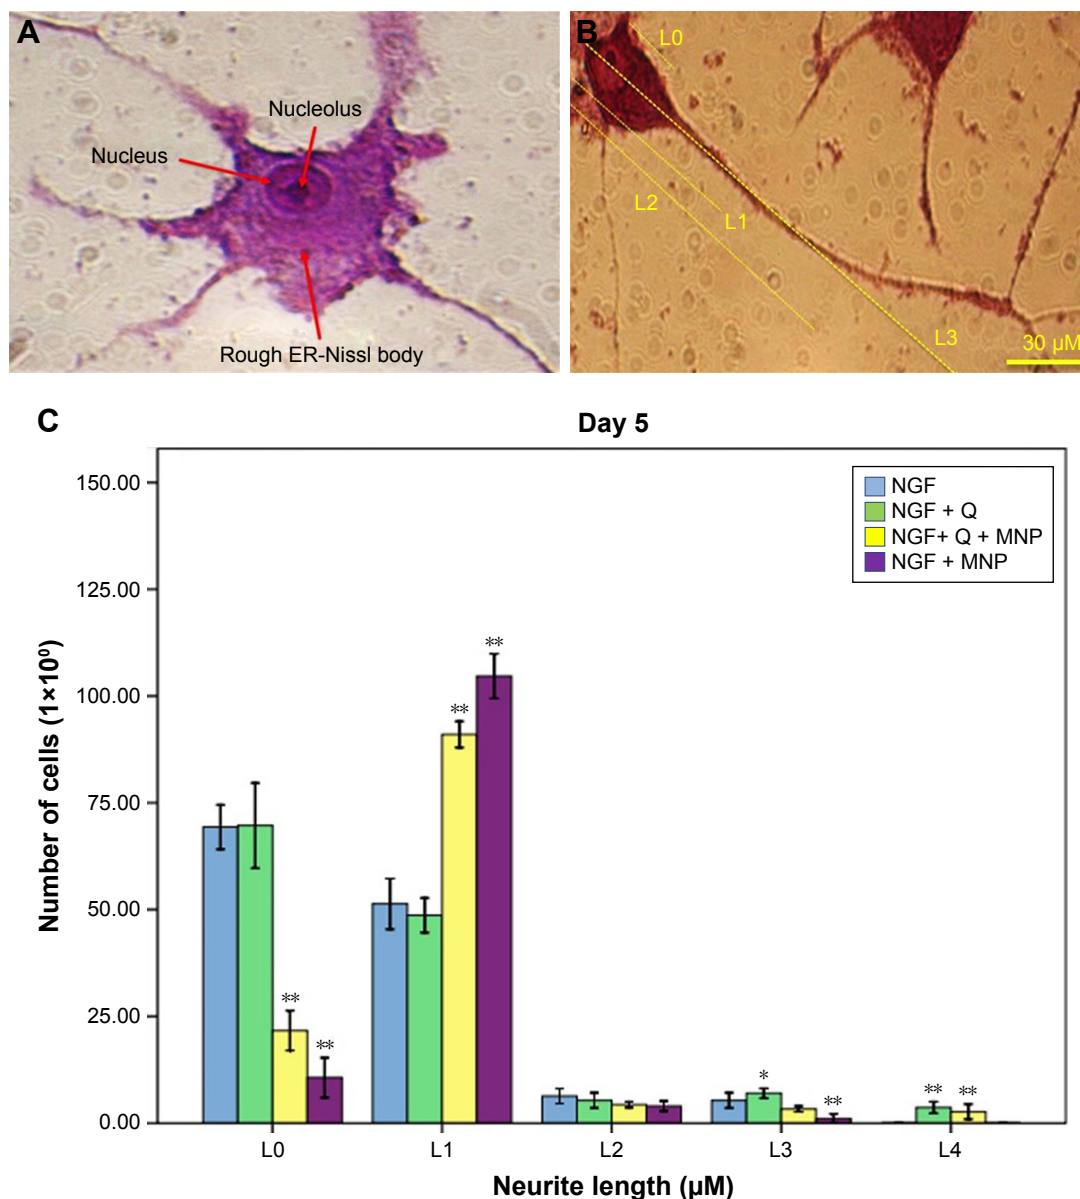 A
Nucleolus
Nucleus
Rough ER-Nissl body
B
L0
L2
L1
L3
30 µM
C
Day 5
Number of cells (1×10⁰)
150.00
125.00
100.00
75.00
50.00
25.00
0.00
NGF
NGF + Q
NGF+ Q + MNP
NGF + MNP
**
**
**
**
*
**
**
**
L0
L1
L2
L3
L4
Neurite length (µM)